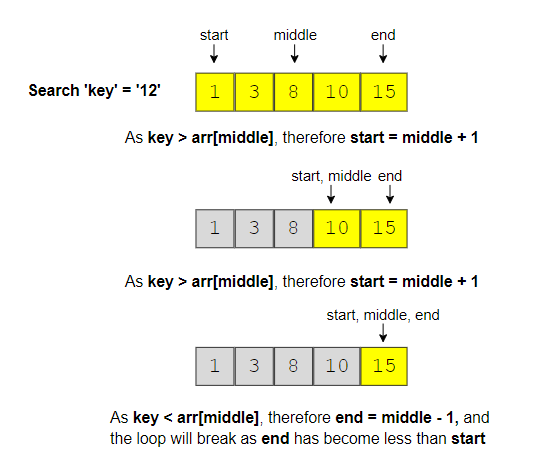 start middle end
Search 'key' = '12' 1 3 8 10 15
As key > arr[middle], therefore start = middle + 1
start, middle end
1 3 8 10 15
As key > arr[middle], therefore start = middle + 1
start, middle, end
1 3 8 10 15
As key < arr[middle], therefore end = middle - 1, and
the loop will break as end has become less than start